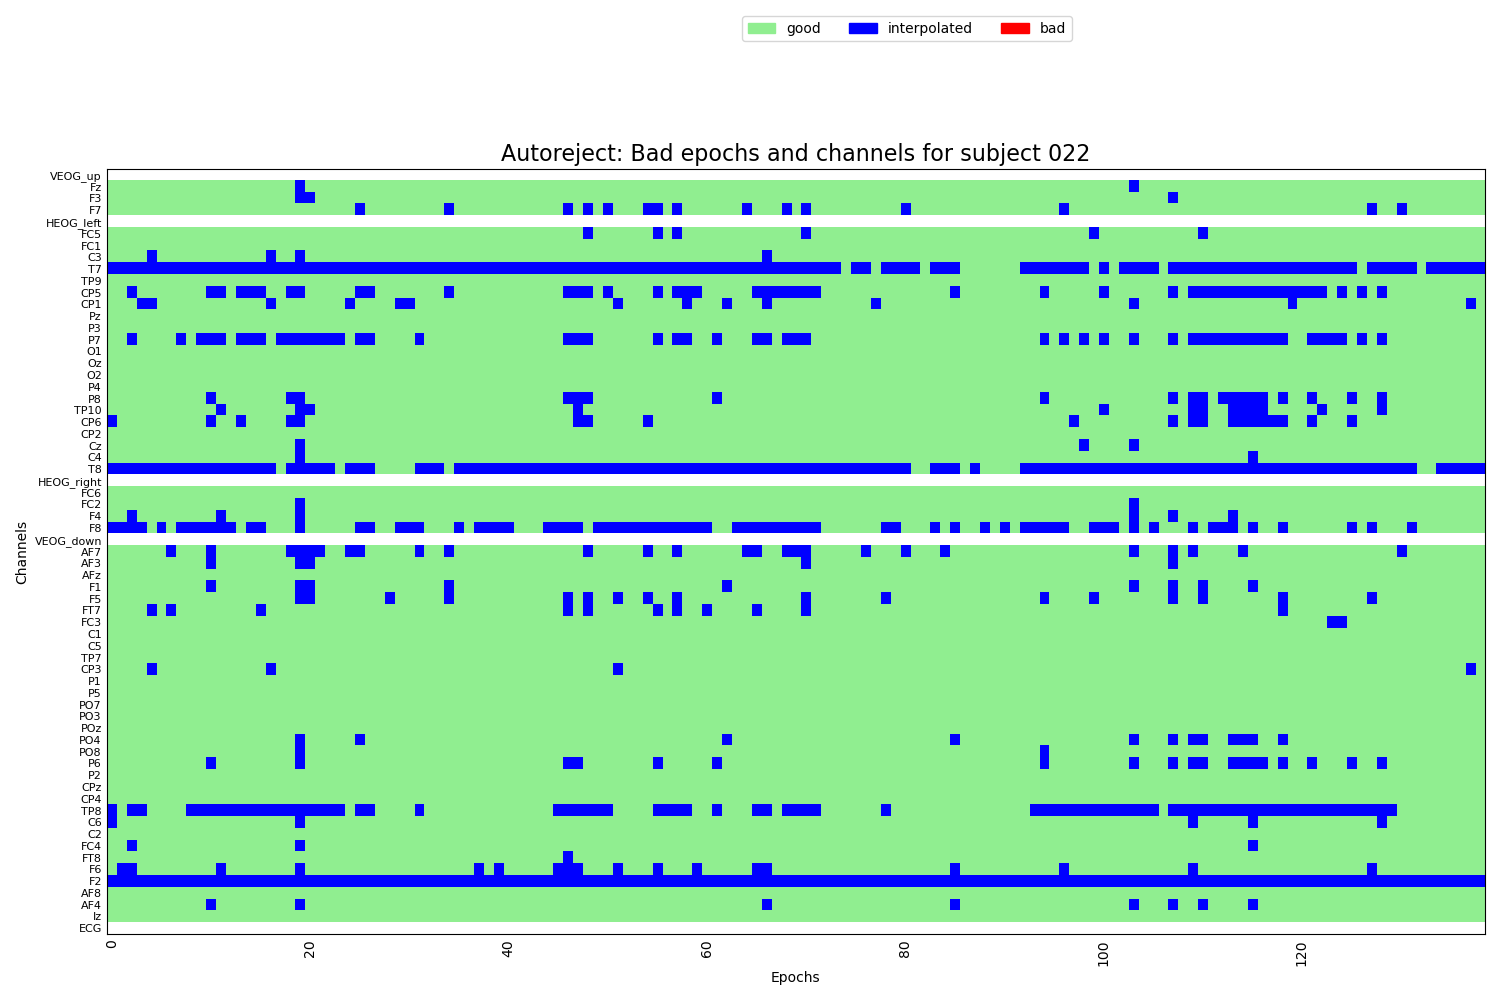 good interpolated bad
Autoreject: Bad epochs and channels for subject 022
VEOG_up
Fz
F3
F7
HEOG_left
FC5
FC1
C3
T7
TP9
CP5
CP1
Pz
P3
P7
O1
Oz
O2
P4
P8
TP10
CP6
CP2
Cz
C4
T8
HEOG_right
FC6
FC2
F4
F8
VEOG_down
AF7
AF3
AFz
F1
F5
FT7
FC3
C1
C5
TP7
CP3
P1
P5
PO7
PO3
POz
PO4
PO8
P6
P2
CPz
CP4
TP8
C6
C2
FC4
FT8
F6
F2
AF8
AF4
Iz
ECG
Channels
0 20 40 60 80 100 120
Epochs